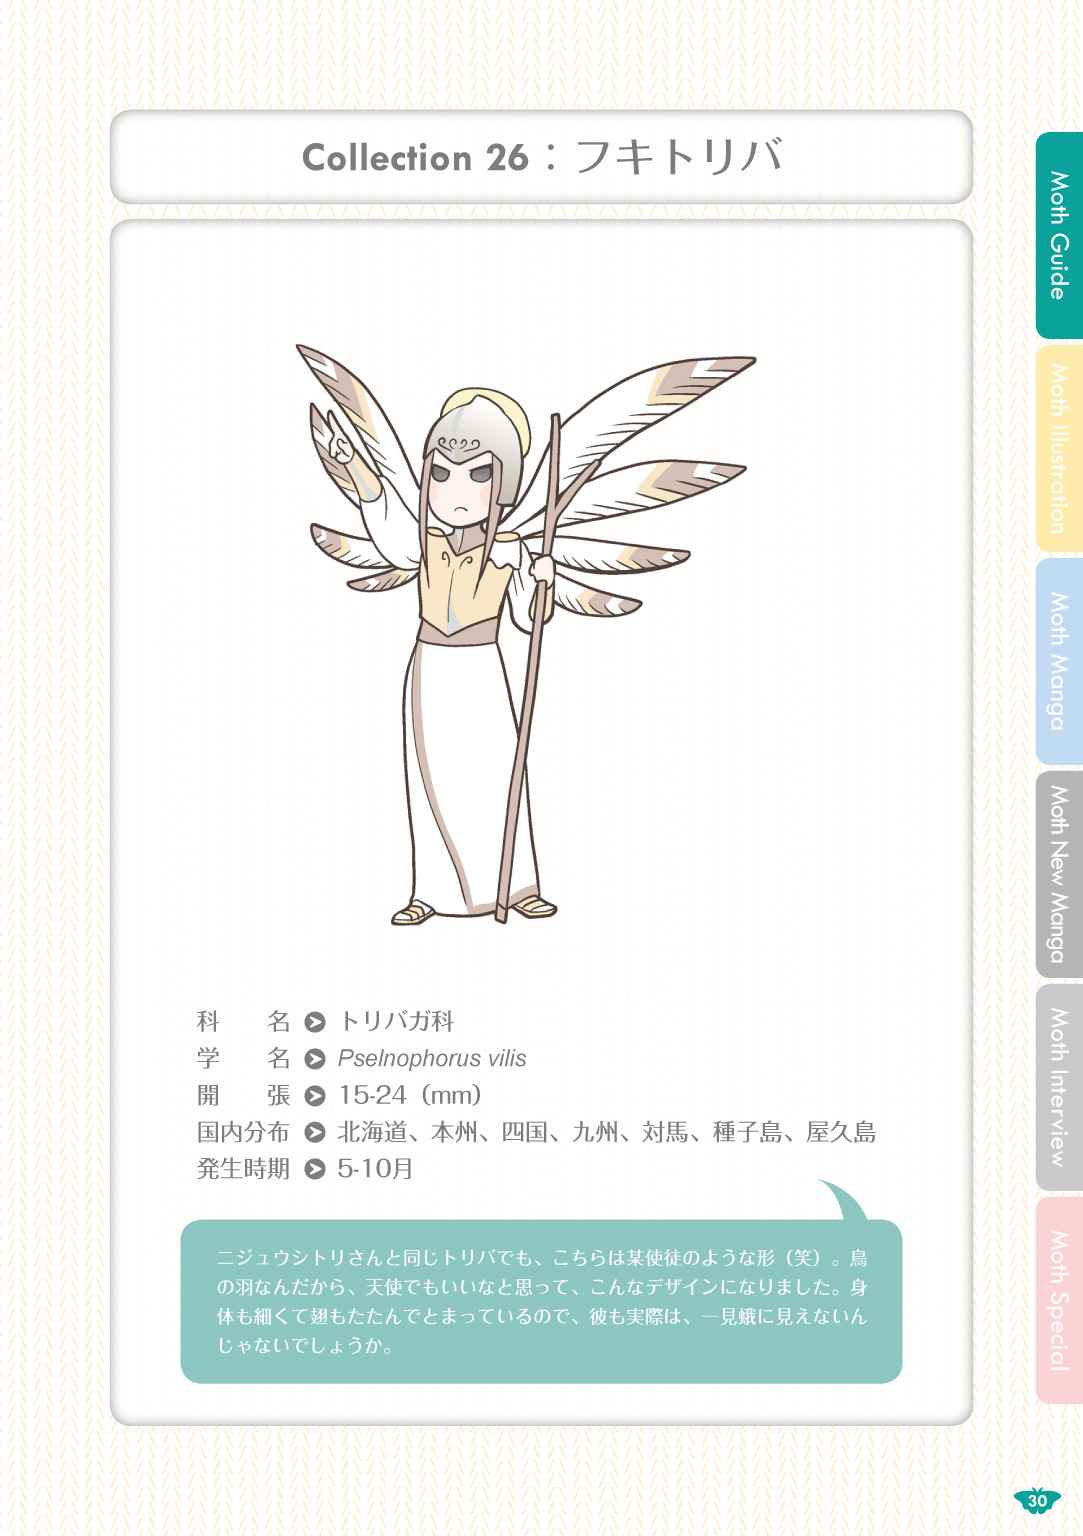 Collection 26：フキトリバ
科　名 トリバガ科
学　名 Pselnophorus vilis
開　張 15-24（mm）
国内分布 北海道、本州、四国、九州、対馬、種子島、屋久島
発生時期 5-10月
ニジュウシトリさんと同じトリバでも、こちらは某使徒のような形（笑）。鳥
の羽なんだから、天使でもいいなと思って、こんなデザインになりました。身
体も細くて翅もたたんでとまっているので、彼も実際は、一見蛾に見えないん
じゃないでしょうか。
Moth Guide
Moth Illustration
Moth Manga
Moth New Manga
Moth Interview
Moth Special
30